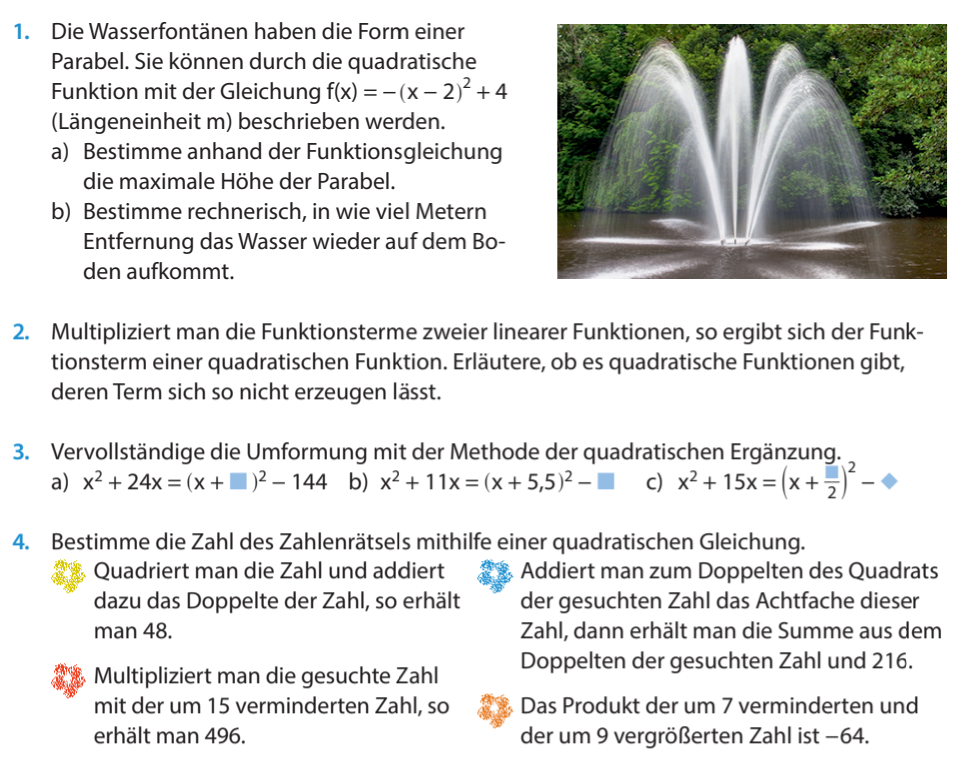 1. Die Wasserfontänen haben die Form einer
Parabel. Sie können durch die quadratische
Funktion mit der Gleichung f(x) = −(x − 2)² + 4
(Längeneinheit m) beschrieben werden.
a) Bestimme anhand der Funktionsgleichung
die maximale Höhe der Parabel.
b) Bestimme rechnerisch, in wie viel Metern
Entfernung das Wasser wieder auf dem Bo-
den aufkommt.
2. Multipliziert man die Funktionsterme zweier linearer Funktionen, so ergibt sich der Funk-
tionsterm einer quadratischen Funktion. Erläutere, ob es quadratische Funktionen gibt,
deren Term sich so nicht erzeugen lässt.
3. Vervollständige die Umformung mit der Methode der quadratischen Ergänzung.
a) x² + 24x = (x + ■ )² − 144 b) x² + 11x = (x + 5,5)² − ■ c) x² + 15x = (x + ■/2)² − ◆
4. Bestimme die Zahl des Zahlenrätsels mithilfe einer quadratischen Gleichung.
Quadriert man die Zahl und addiert
dazu das Doppelte der Zahl, so erhält
man 48.
Multipliziert man die gesuchte Zahl
mit der um 15 verminderten Zahl, so
erhält man 496.
Addiert man zum Doppelten des Quadrats
der gesuchten Zahl das Achtfache dieser
Zahl, dann erhält man die Summe aus dem
Doppelten der gesuchten Zahl und 216.
Das Produkt der um 7 verminderten und
der um 9 vergrößerten Zahl ist −64.